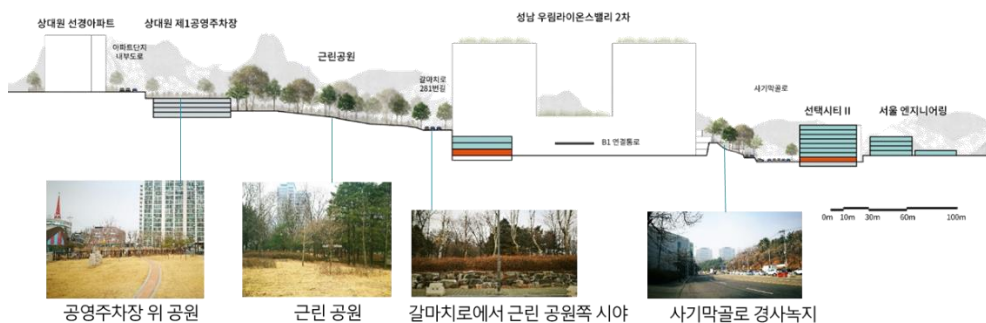 상대원 선경아파트
상대원 제1공영주차장
성남 우림라이온스밸리 2차
아파트단지
내부도로
근린공원
갈마치로
281번길
사기막골로
선택시티 II
서울 엔지니어링
B1 연결통로
0m 10m 30m 60m 100m
공영주차장 위 공원
근린 공원
갈마치로에서 근린 공원쪽 시야
사기막골로 경사녹지